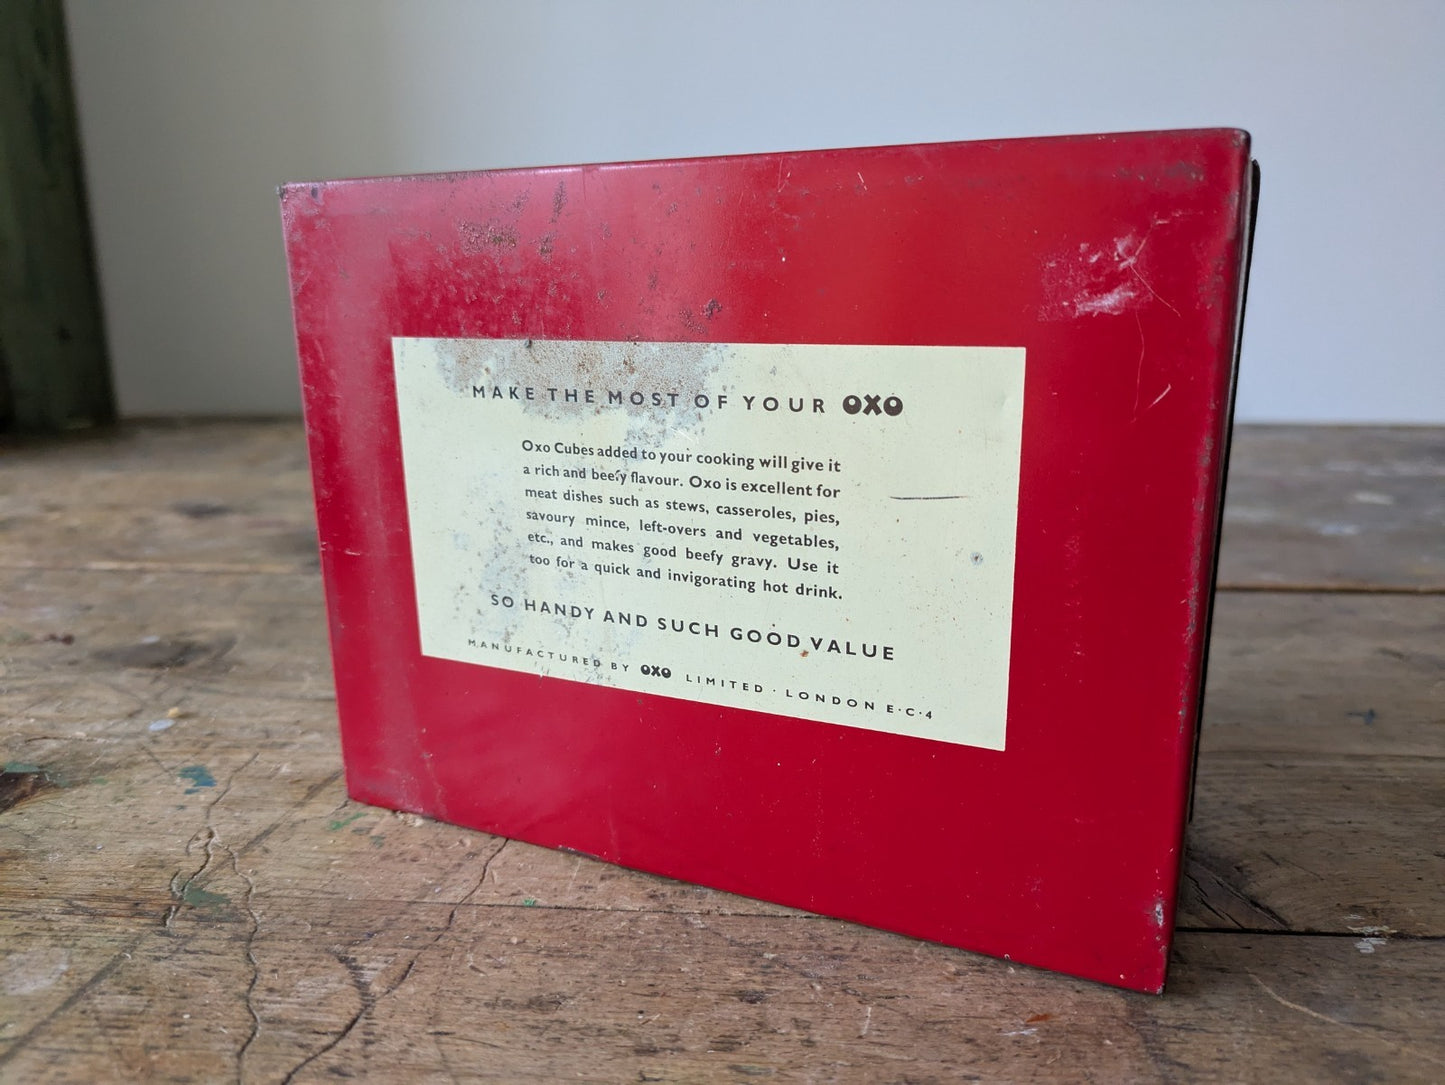 MAKE THE MOST OF YOUR OXO
Oxo Cubes added to your cooking will give it
a rich and beefy flavour. Oxo is excellent for
meat dishes such as stews, casseroles, pies,
savoury mince, left-overs and vegetables,
etc., and makes good beefy gravy. Use it
too for a quick and invigorating hot drink.
SO HANDY AND SUCH GOOD VALUE
MANUFACTURED BY OXO LIMITED · LONDON E·C·4